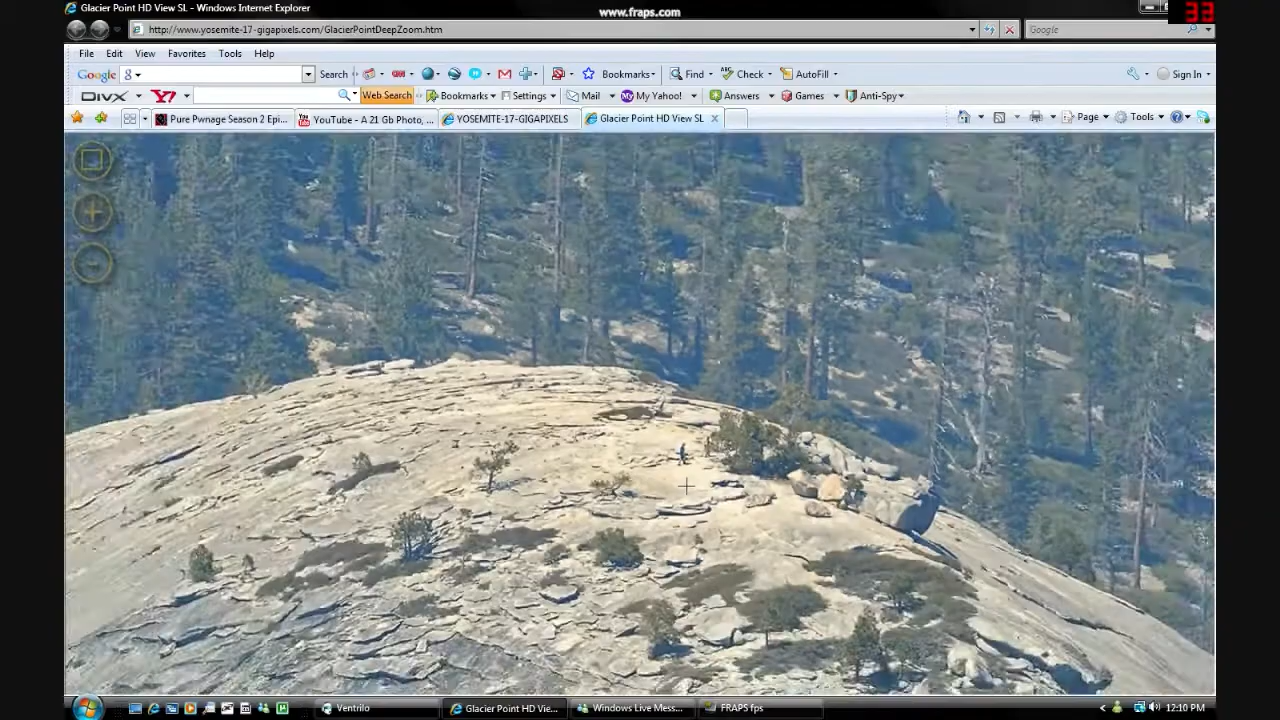 Glacier Point HD View SL - Windows Internet Explorer
www.fraps.com
33
http://www.yosemite-17-gigapixels.com/GlacierPointDeepZoom.htm
Google
File Edit View Favorites Tools Help
Google Search Bookmarks Find Check AutoFill Sign In
DIVX Y7 Web Search Bookmarks Settings Mail My Yahoo! Answers Games Anti-Spy
Pure Pwnage Season 2 Epi... YouTube - A 21 Gb Photo, ... YOSEMITE-17-GIGAPIXELS Glacier Point HD View SL Page Tools
Ventrilo Glacier Point HD Vie... Windows Live Mess... FRAPS fps 12:10 PM